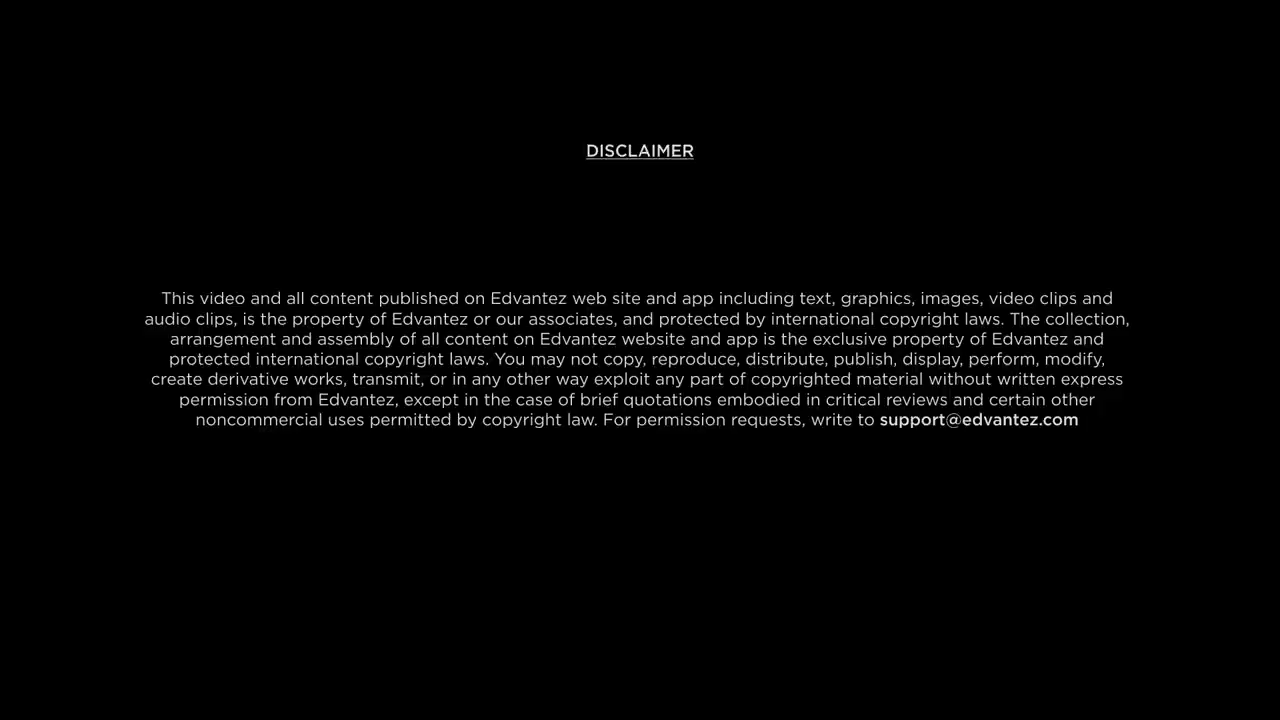 DISCLAIMER
This video and all content published on Edvantez web site and app including text, graphics, images, video clips and
audio clips, is the property of Edvantez or our associates, and protected by international copyright laws. The collection,
arrangement and assembly of all content on Edvantez website and app is the exclusive property of Edvantez and
protected international copyright laws. You may not copy, reproduce, distribute, publish, display, perform, modify,
create derivative works, transmit, or in any other way exploit any part of copyrighted material without written express
permission from Edvantez, except in the case of brief quotations embodied in critical reviews and certain other
noncommercial uses permitted by copyright law. For permission requests, write to support@edvantez.com